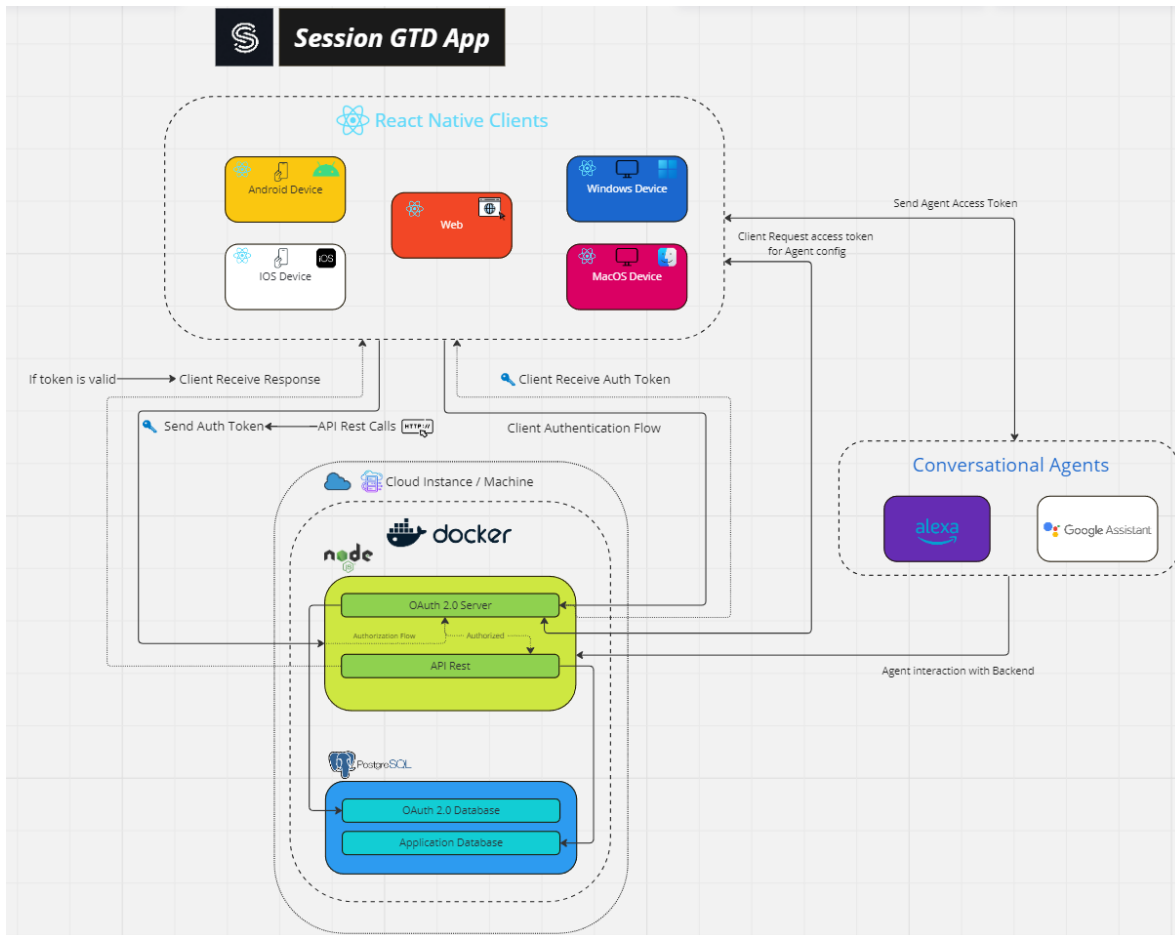 Session GTD App
React Native Clients
Android Device
Windows Device
Web
IOS Device
iOS
MacOS Device
Send Agent Access Token
Client Request access token
for Agent config
If token is valid
Client Receive Response
Client Receive Auth Token
Send Auth Token
API Rest Calls
HTTP://
Client Authentication Flow
Conversational Agents
alexa
Google Assistant
Cloud Instance / Machine
docker
node
JS
OAuth 2.0 Server
Authorization Flow
Authorized
API Rest
Agent interaction with Backend
PostgreSQL
OAuth 2.0 Database
Application Database